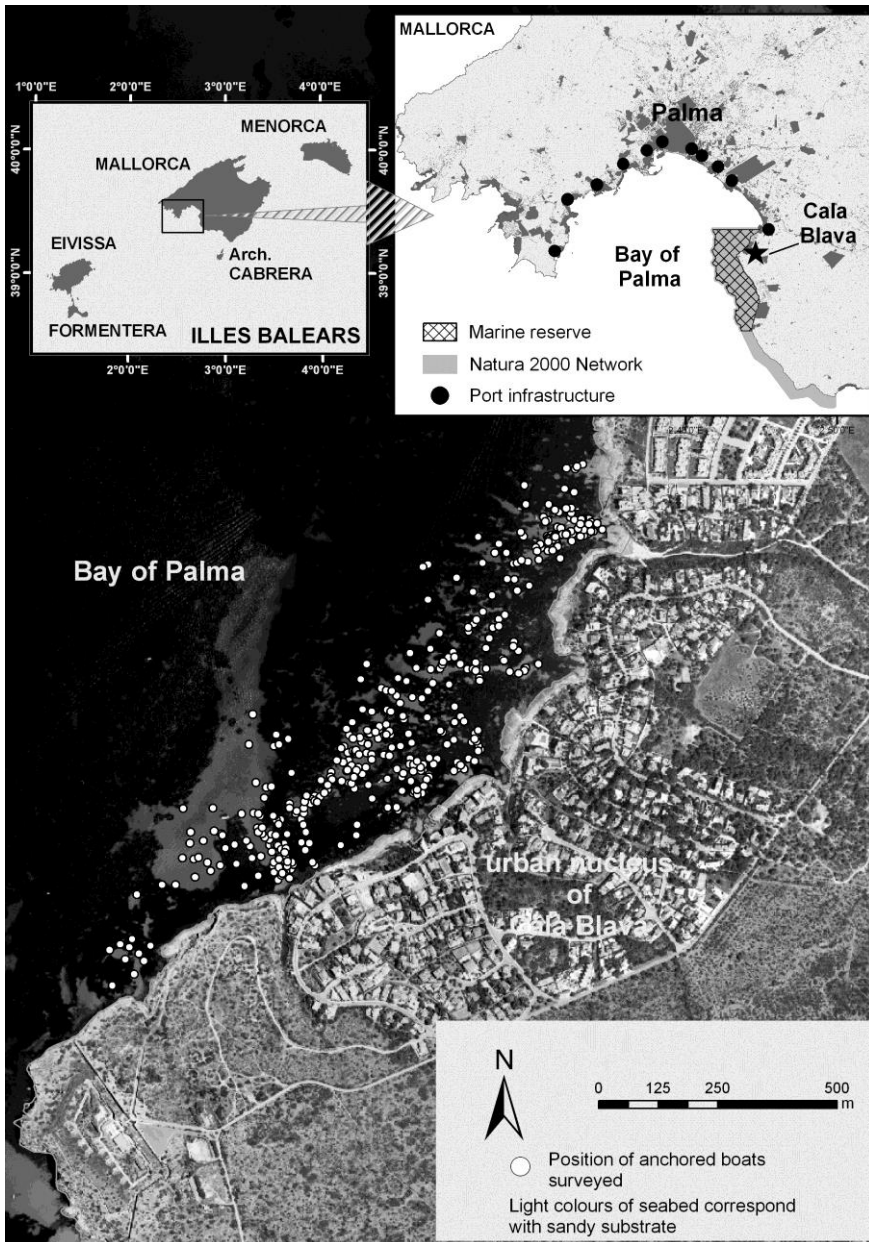 MALLORCA
1°0'0"E
2°0'0"E
3°0'0"E
4°0'0"E
40°0'0"N
40°0'0"N
39°0'0"N
39°0'0"N
MENORCA
MALLORCA
EIVISSA
Arch.
CABRERA
FORMENTERA
ILLES BALEARS
2°0'0"E
3°0'0"E
4°0'0"E
Palma
Cala
Blava
Bay of
Palma
Marine reserve
Natura 2000 Network
Port infrastructure
Bay of Palma
urban nucleus
of
Cala Blava
N
0 125 250 500
m
Position of anchored boats
surveyed
Light colours of seabed correspond
with sandy substrate